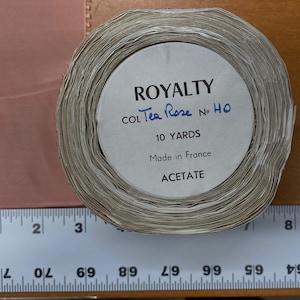 ROYALTY
COL Tea Rose Nº 40
10 YARDS
Made in France
ACETATE
2 3 4 5 6 7 8
70 69 68 67 66 65 64